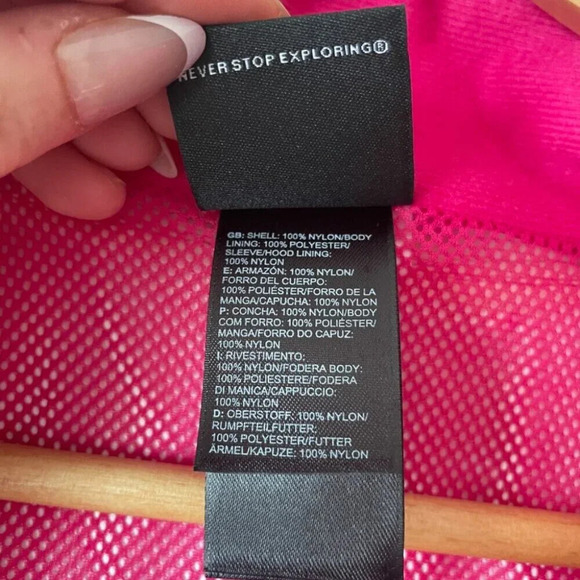 NEVER STOP EXPLORING®
GB: SHELL: 100% NYLON/BODY
LINING: 100% POLYESTER/
SLEEVE/HOOD LINING:
100% NYLON
E: ARMAZÓN: 100% NYLON/
FORRO DEL CUERPO:
100% POLIÉSTER/FORRO DE LA
MANGA/CAPUCHA: 100% NYLON
P: CONCHA: 100% NYLON/BODY
COM FORRO: 100% POLIÉSTER/
MANGA/FORRO DO CAPUZ:
100% NYLON
I: RIVESTIMENTO:
100% NYLON/FODERA BODY:
100% POLIESTERE/FODERA
DI MANICA/CAPPUCCIO:
100% NYLON
D: OBERSTOFF: 100% NYLON/
RUMPFTEILFUTTER:
100% POLYESTER/FUTTER
ÄRMEL/KAPUZE: 100% NYLON